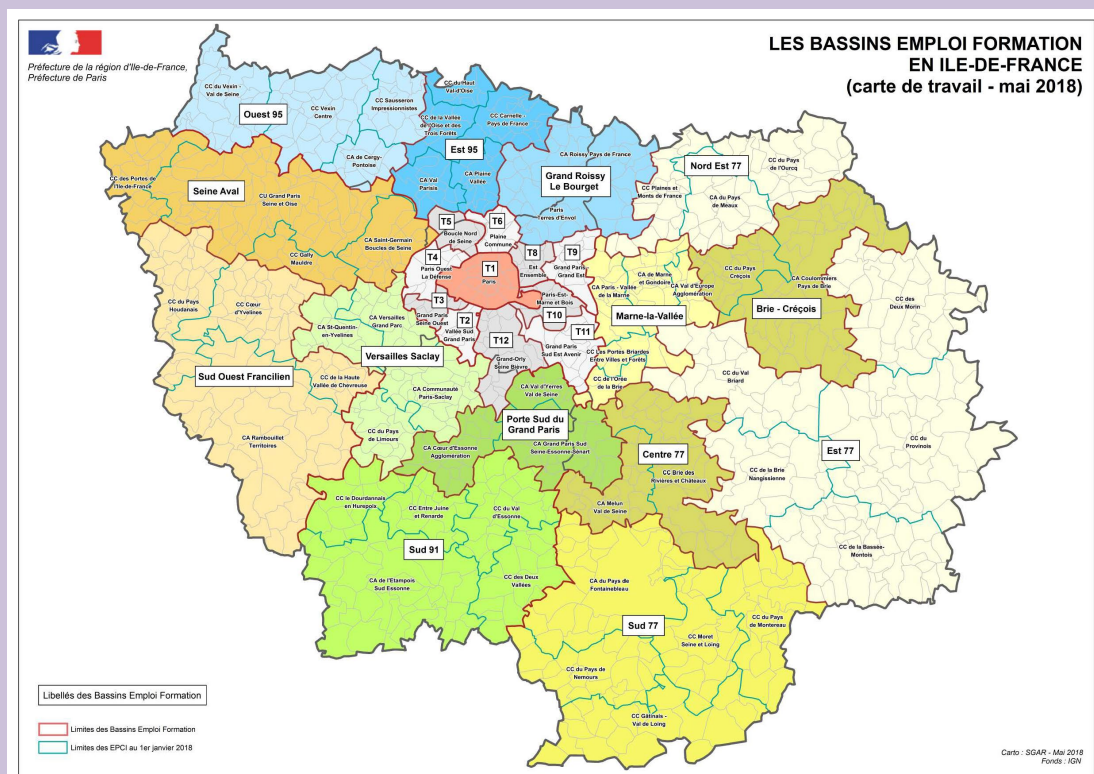 Préfecture de la région d'Ile-de-France,
Préfecture de Paris
LES BASSINS EMPLOI FORMATION
EN ILE-DE-FRANCE
(carte de travail - mai 2018)
CC du Vexin -
Val de Seine
CC Vexin
Centre
CC Sausseron
Impressionnistes
Ouest 95
CA de Cergy-
Pontoise
CC du Haut
Val-d'Oise
CC Carnelle -
Pays de France
CC de la Vallée
de l'Oise et des
Trois Forêts
Est 95
CA Val
Parisis
CA Plaine
Vallée
CA Roissy Pays de France
Grand Roissy
Le Bourget
Paris
Terres d'Envol
Nord Est 77
CC du Pays
de l'Ourcq
CC Plaines et
Monts de France
CA du Pays
de Meaux
CC des Portes de
l'Ile-de-France
Seine Aval
CU Grand Paris
Seine et Oise
CA Saint-Germain
Boucles de Seine
CC Gally
Mauldre
T5
Boucle Nord
de Seine
T6
Plaine
Commune
T4
Paris Ouest
La Défense
T1
Paris
T8
Est
Ensemble
T9
Grand Paris
Grand Est
T3
Grand Paris
Seine Ouest
T2
Vallée Sud
Grand Paris
Paris-Est-
Marne et Bois
T10
T11
Grand Paris
Sud Est Avenir
T12
Grand-Orly
Seine Bièvre
CA Paris - Vallée
de la Marne
CA de Marne
et Gondoire
CA Val d'Europe
Agglomération
Marne-la-Vallée
CC Les Portes Briardes
Entre Villes et Forêts
CC de l'Orée
de la Brie
CC du Pays
Créçois
CA Coulommiers
Pays de Brie
Brie - Créçois
CC des
Deux Morin
CC du Pays
Houdanais
CC Cœur
d'Yvelines
Sud Ouest Francilien
CC de la Haute
Vallée de Chevreuse
CA Rambouillet
Territoires
CA Versailles
Grand Parc
CA St-Quentin-
en-Yvelines
Versailles Saclay
CA Communauté
Paris-Saclay
CC du Pays
de Limours
CA Val d'Yerres
Val de Seine
Porte Sud du
Grand Paris
CA Cœur d'Essonne
Agglomération
CA Grand Paris Sud
Seine-Essonne-Sénart
CC du Val
Briard
Est 77
CC du
Provinois
CC de la Brie
Nangissienne
CC de la Bassée-
Montois
Centre 77
CC Brie des
Rivières et Châteaux
CA Melun
Val de Seine
CC le Dourdannais
en Hurepoix
CC Entre Juine
et Renarde
CC du Val
d'Essonne
Sud 91
CA de l'Etampois
Sud Essonne
CC des Deux
Vallées
CA du Pays de
Fontainebleau
Sud 77
CC du Pays
de Montereau
CC Moret
Seine et Loing
CC du Pays de
Nemours
CC Gâtinais -
Val de Loing
Libellés des Bassins Emploi Formation
Limites des Bassins Emploi Formation
Limites des EPCI au 1er janvier 2018
Carto : SGAR - Mai 2018
Fonds : IGN